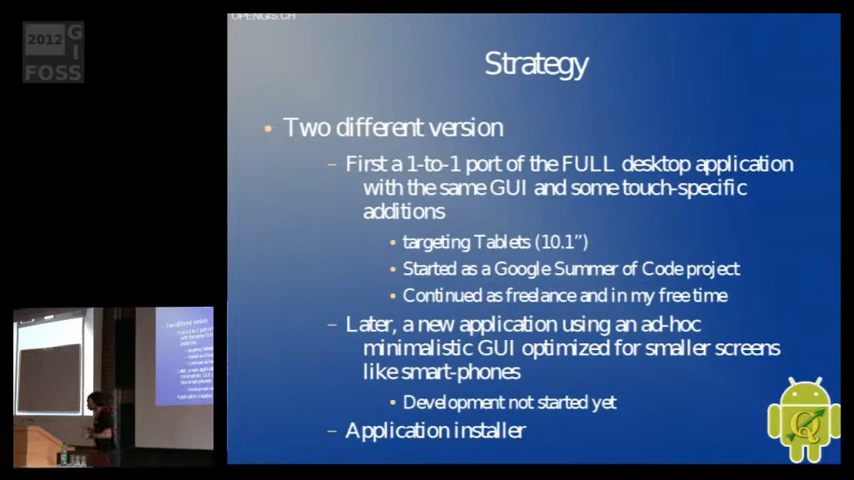 OPENGIS.CH
2012
G
I
FOSS
Strategy
• Two different version
– First a 1-to-1 port of the FULL desktop application
with the same GUI and some touch-specific
additions
• targeting Tablets (10.1”)
• Started as a Google Summer of Code project
• Continued as freelance and in my free time
– Later, a new application using an ad-hoc
minimalistic GUI optimized for smaller screens
like smart-phones
• Development not started yet
– Application installer